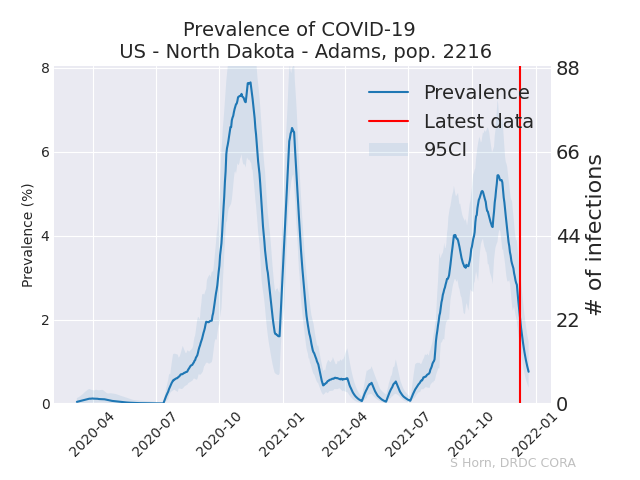 Prevalence of COVID-19
US - North Dakota - Adams, pop. 2216
Prevalence
Latest data
95CI
Prevalence (%)
8
6
4
2
0
88
66
44
22
0
# of infections
2020-04
2020-07
2020-10
2021-01
2021-04
2021-07
2021-10
2022-01
S Horn, DRDC CORA